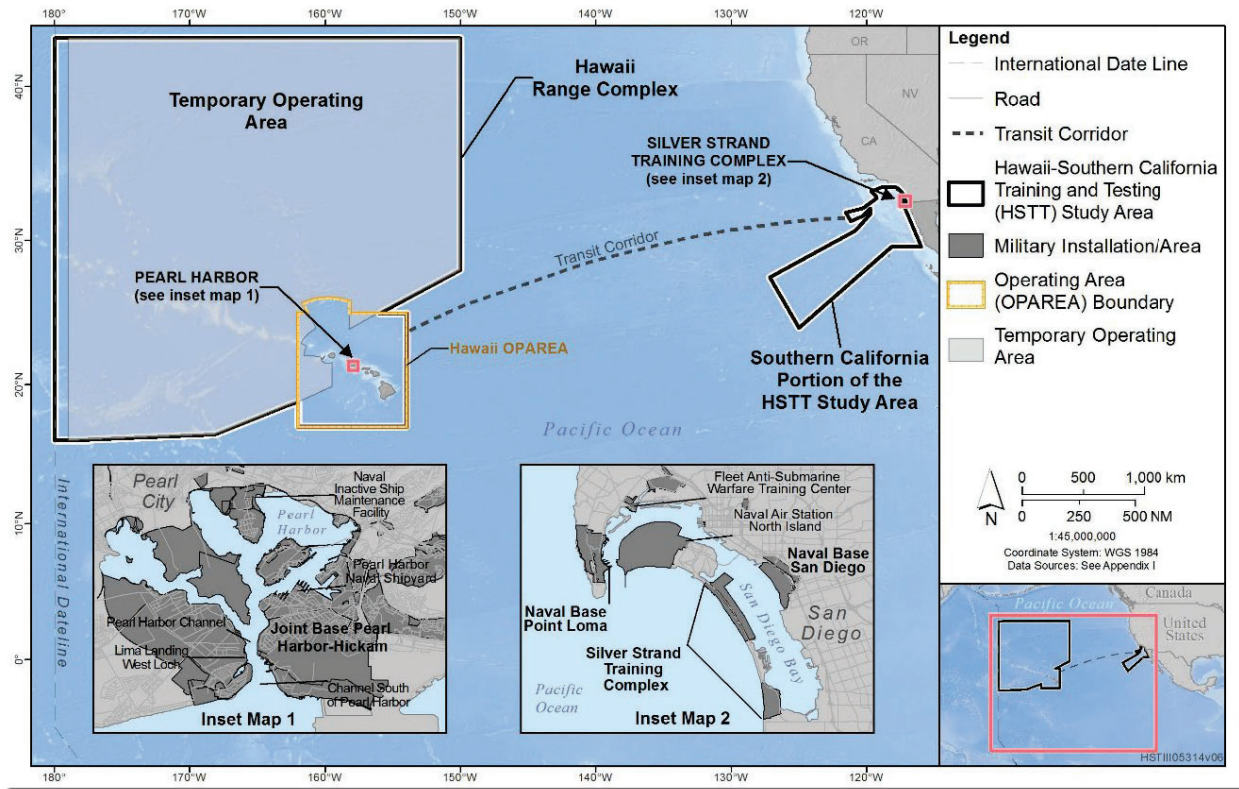 180° 170°W 160°W 150°W 140°W 130°W 120°W
40°N
30°N
20°N
10°N
0°
Temporary Operating
Area
Hawaii
Range Complex
SILVER STRAND
TRAINING COMPLEX
(see inset map 2)
OR
NV
CA
Transit Corridor
PEARL HARBOR
(see inset map 1)
Hawaii OPAREA
Southern California
Portion of the
HSTT Study Area
Pacific Ocean
International Dateline
Pearl
City
Naval
Inactive Ship
Maintenance
Facility
Pearl
Harbor
Pearl Harbor
Naval Shipyard
Pearl Harbor Channel
Joint Base Pearl
Harbor-Hickam
Lima Landing
West Loch
Channel South
of Pearl Harbor
Inset Map 1
Fleet Anti-Submarine
Warfare Training Center
Naval Air Station
North Island
Naval Base
San Diego
Naval Base
Point Loma
San Diego Bay
San
Diego
Silver Strand
Training
Complex
Pacific
Ocean
Inset Map 2
180° 170°W 160°W 150°W 140°W 130°W 120°W
Legend
International Date Line
Road
Transit Corridor
Hawaii-Southern California
Training and Testing
(HSTT) Study Area
Military Installation/Area
Operating Area
(OPAREA) Boundary
Temporary Operating
Area
N
0 500 1,000 km
0 250 500 NM
1:45,000,000
Coordinate System: WGS 1984
Data Sources: See Appendix I
Pacific Ocean
Canada
United
States
HSTIII05314v06